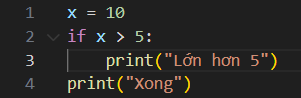 1 x = 10
2 if x > 5:
3     print("Lớn hơn 5")
4 print("Xong")